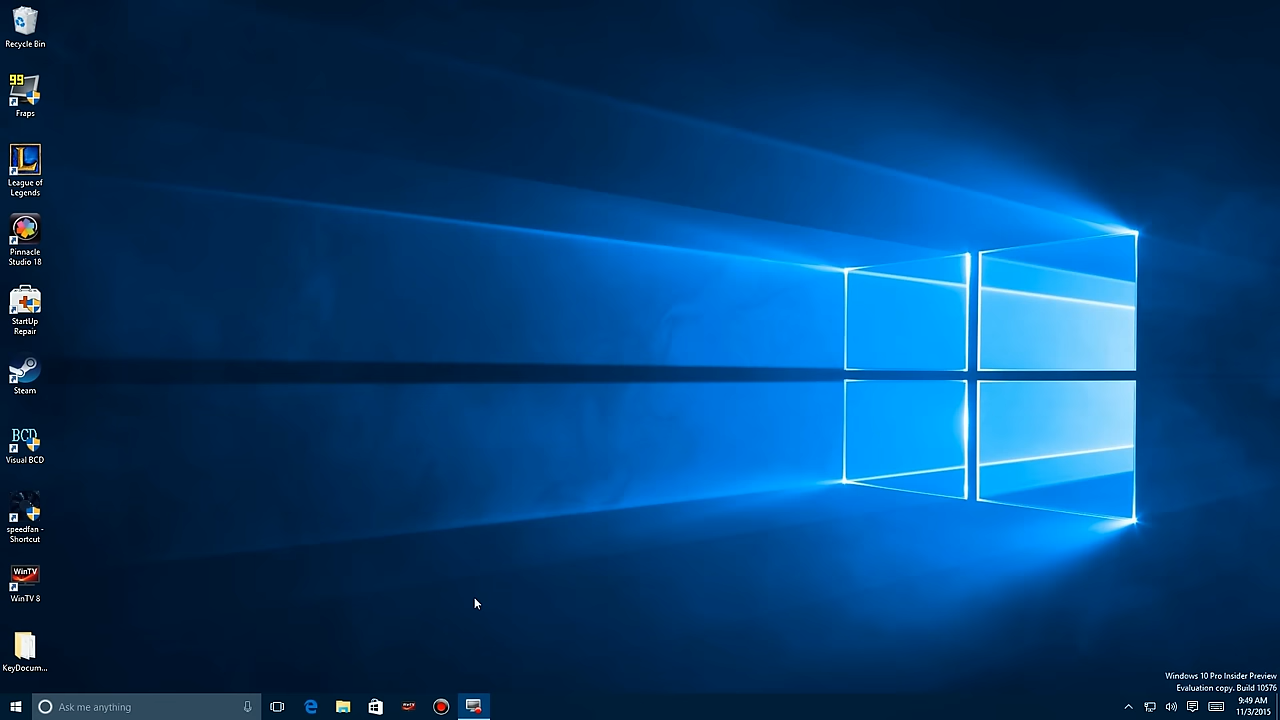 Recycle Bin
99
Fraps
L
League of
Legends
Pinnacle
Studio 18
StartUp
Repair
Steam
BCD
Visual BCD
speedfan -
Shortcut
WinTV
WinTV 8
KeyDocum...
Windows 10 Pro Insider Preview
Evaluation copy. Build 10576
Ask me anything
WinTV
9:49 AM
11/3/2015